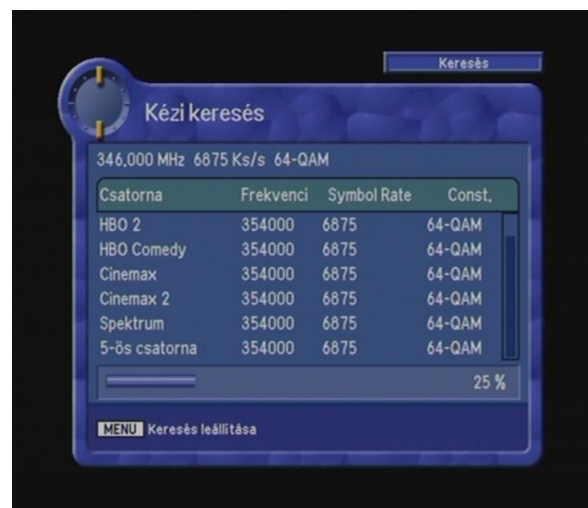 Keresés
Kézi keresés
346,000 MHz 6875 Ks/s 64-QAM
Csatorna Frekvenci Symbol Rate Const.
HBO 2 354000 6875 64-QAM
HBO Comedy 354000 6875 64-QAM
Cinemax 354000 6875 64-QAM
Cinemax 2 354000 6875 64-QAM
Spektrum 354000 6875 64-QAM
5-ös csatorna 354000 6875 64-QAM
25 %
MENU Keresés leállítása